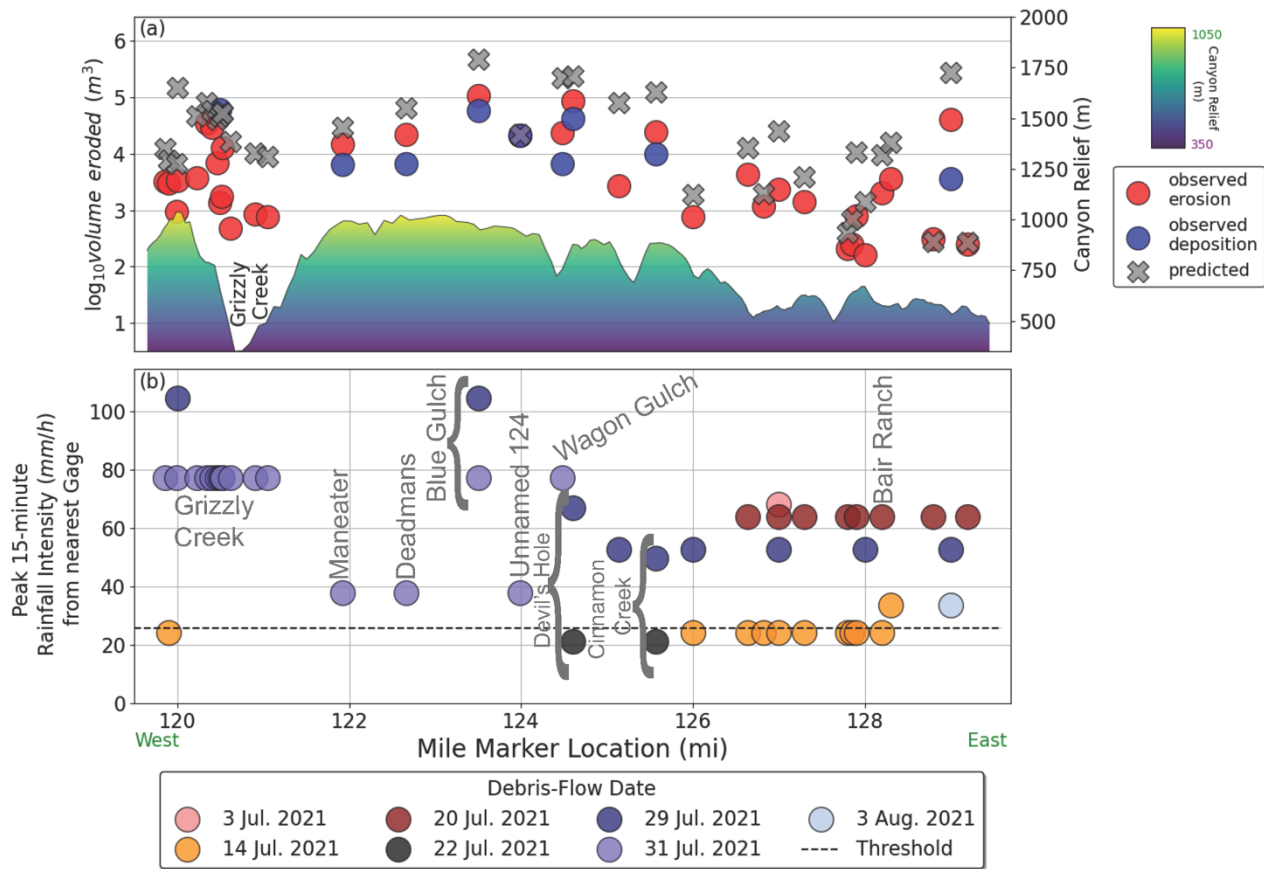 (a)
6
5
4
3
2
1
log₁₀volume eroded (m³)
Grizzly
Creek
2000
1750
1500
1250
1000
750
500
Canyon Relief (m)
1050
Canyon Relief
(m)
350
observed
erosion
observed
deposition
predicted
(b)
100
80
60
40
20
0
Peak 15-minute
Rainfall Intensity (mm/h)
from nearest Gage
Grizzly
Creek
Maneater
Deadmans
Blue Gulch
Unnamed 124
Wagon Gulch
Devil's Hole
Cinnamon
Creek
Bair Ranch
120
122
124
126
128
West
Mile Marker Location (mi)
East
Debris-Flow Date
3 Jul. 2021
20 Jul. 2021
29 Jul. 2021
3 Aug. 2021
14 Jul. 2021
22 Jul. 2021
31 Jul. 2021
Threshold